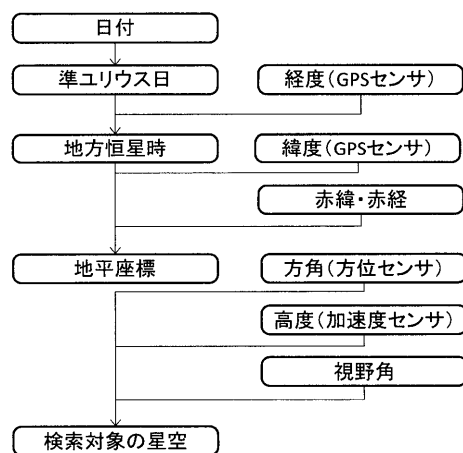 日付
準ユリウス日
経度(GPSセンサ)
地方恒星時
緯度(GPSセンサ)
赤緯・赤経
地平座標
方角(方位センサ)
高度(加速度センサ)
視野角
検索対象の星空